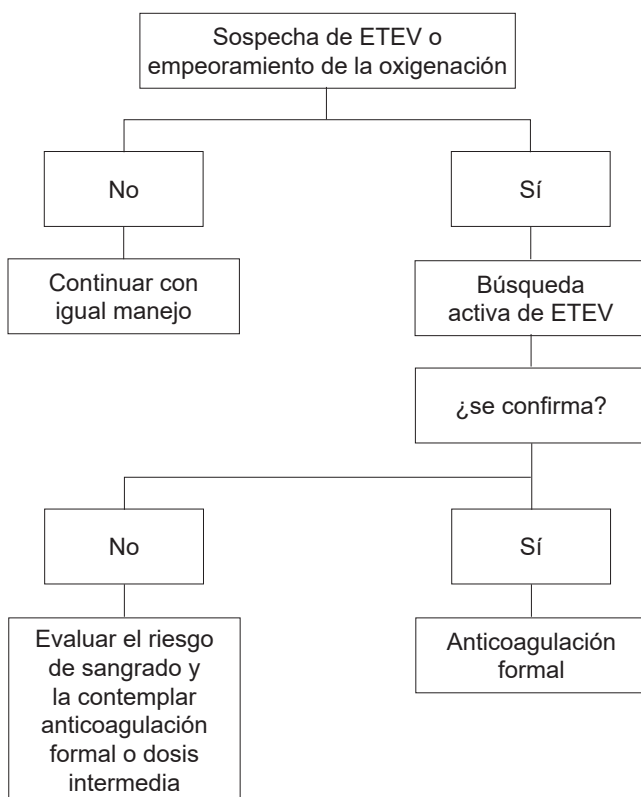 Sospecha de ETEV o
empeoramiento de la oxigenación
No
Sí
Continuar con
igual manejo
Búsqueda
activa de ETEV
¿se confirma?
No
Sí
Evaluar el riesgo
de sangrado y
la contemplar
anticoagulación
formal o dosis
intermedia
Anticoagulación
formal